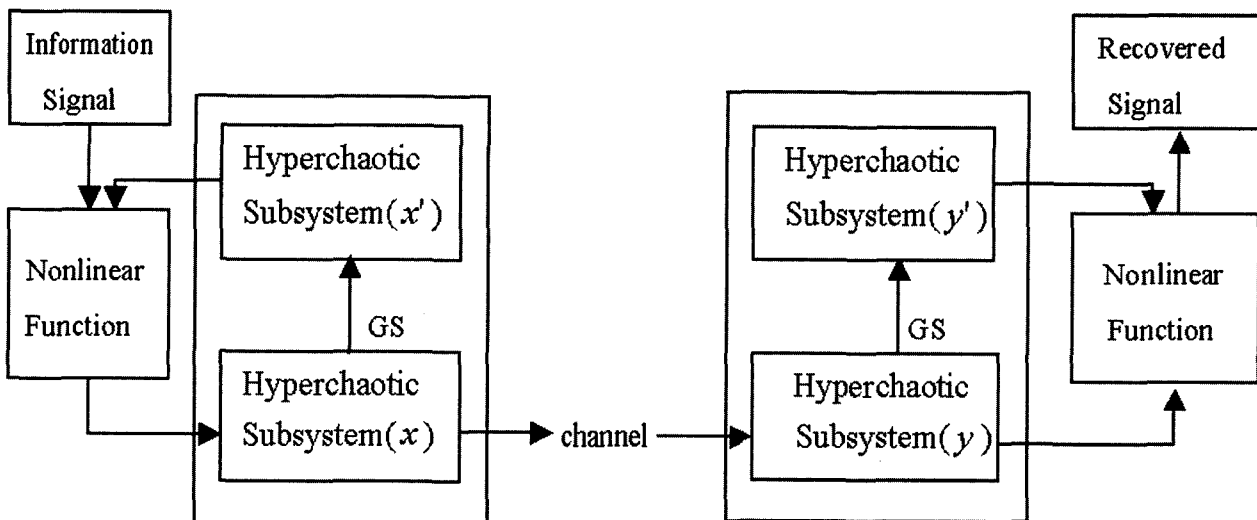 Information
Signal
Hyperchaotic
Subsystem(x')
Nonlinear
Function
GS
Hyperchaotic
Subsystem(x)
channel
Hyperchaotic
Subsystem(y')
GS
Hyperchaotic
Subsystem(y)
Recovered
Signal
Nonlinear
Function